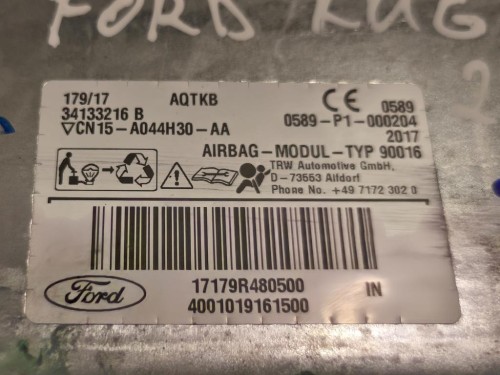 FORD KUG
179/17 AQTKB
34133216 B
▽CN15-A044H30-AA
CE 0589
0589-P1-000204
2017
AIRBAG-MODUL-TYP 90016
TRW Automotive GmbH,
D-73553 Alfdorf
Phone No. +49 7172 302 0
Ford
17179R480500 IN
4001019161500